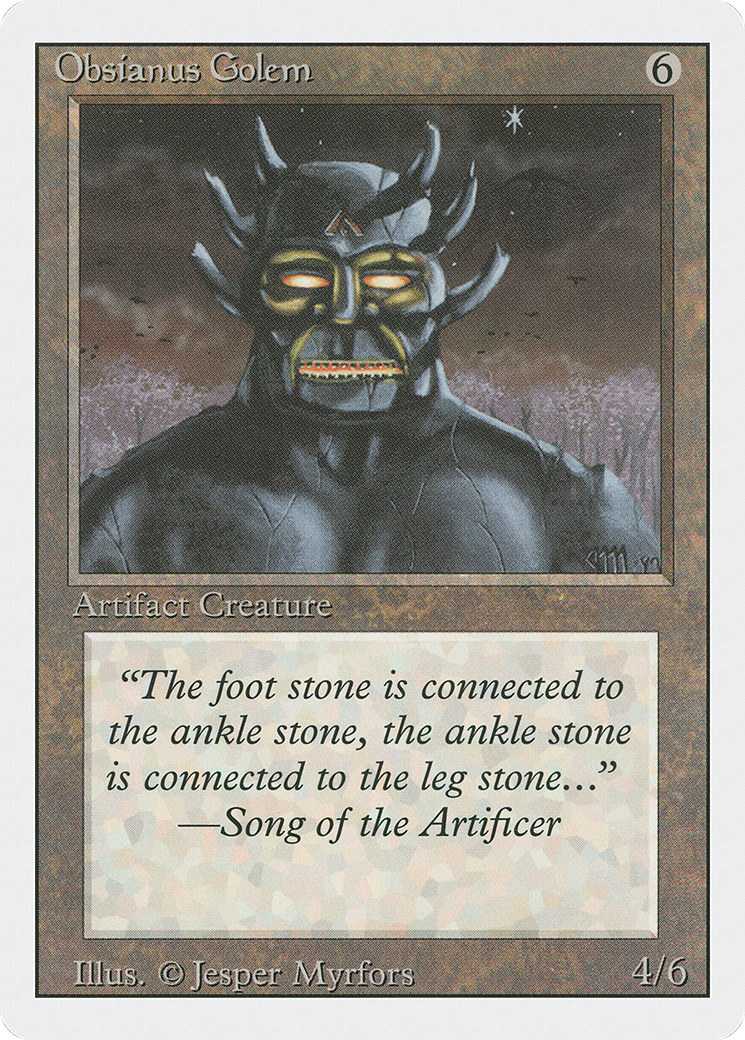 Obsianus Golem
6
Artifact Creature
“The foot stone is connected to
the ankle stone, the ankle stone
is connected to the leg stone...”
—Song of the Artificer
Illus. © Jesper Myrfors
4/6